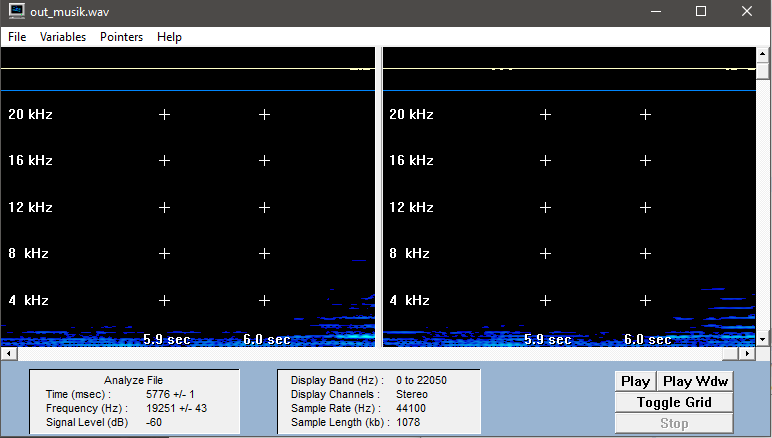 out_musik.wav
File Variables Pointers Help
20 kHz
16 kHz
12 kHz
8 kHz
4 kHz
5.9 sec 6.0 sec
20 kHz
16 kHz
12 kHz
8 kHz
4 kHz
5.9 sec 6.0 sec
Analyze File
Time (msec) : 5776 +/- 1
Frequency (Hz) : 19251 +/- 43
Signal Level (dB) -60
Display Band (Hz) : 0 to 22050
Display Channels : Stereo
Sample Rate (Hz) : 44100
Sample Length (kb) : 1078
Play Play Wdw
Toggle Grid
Stop